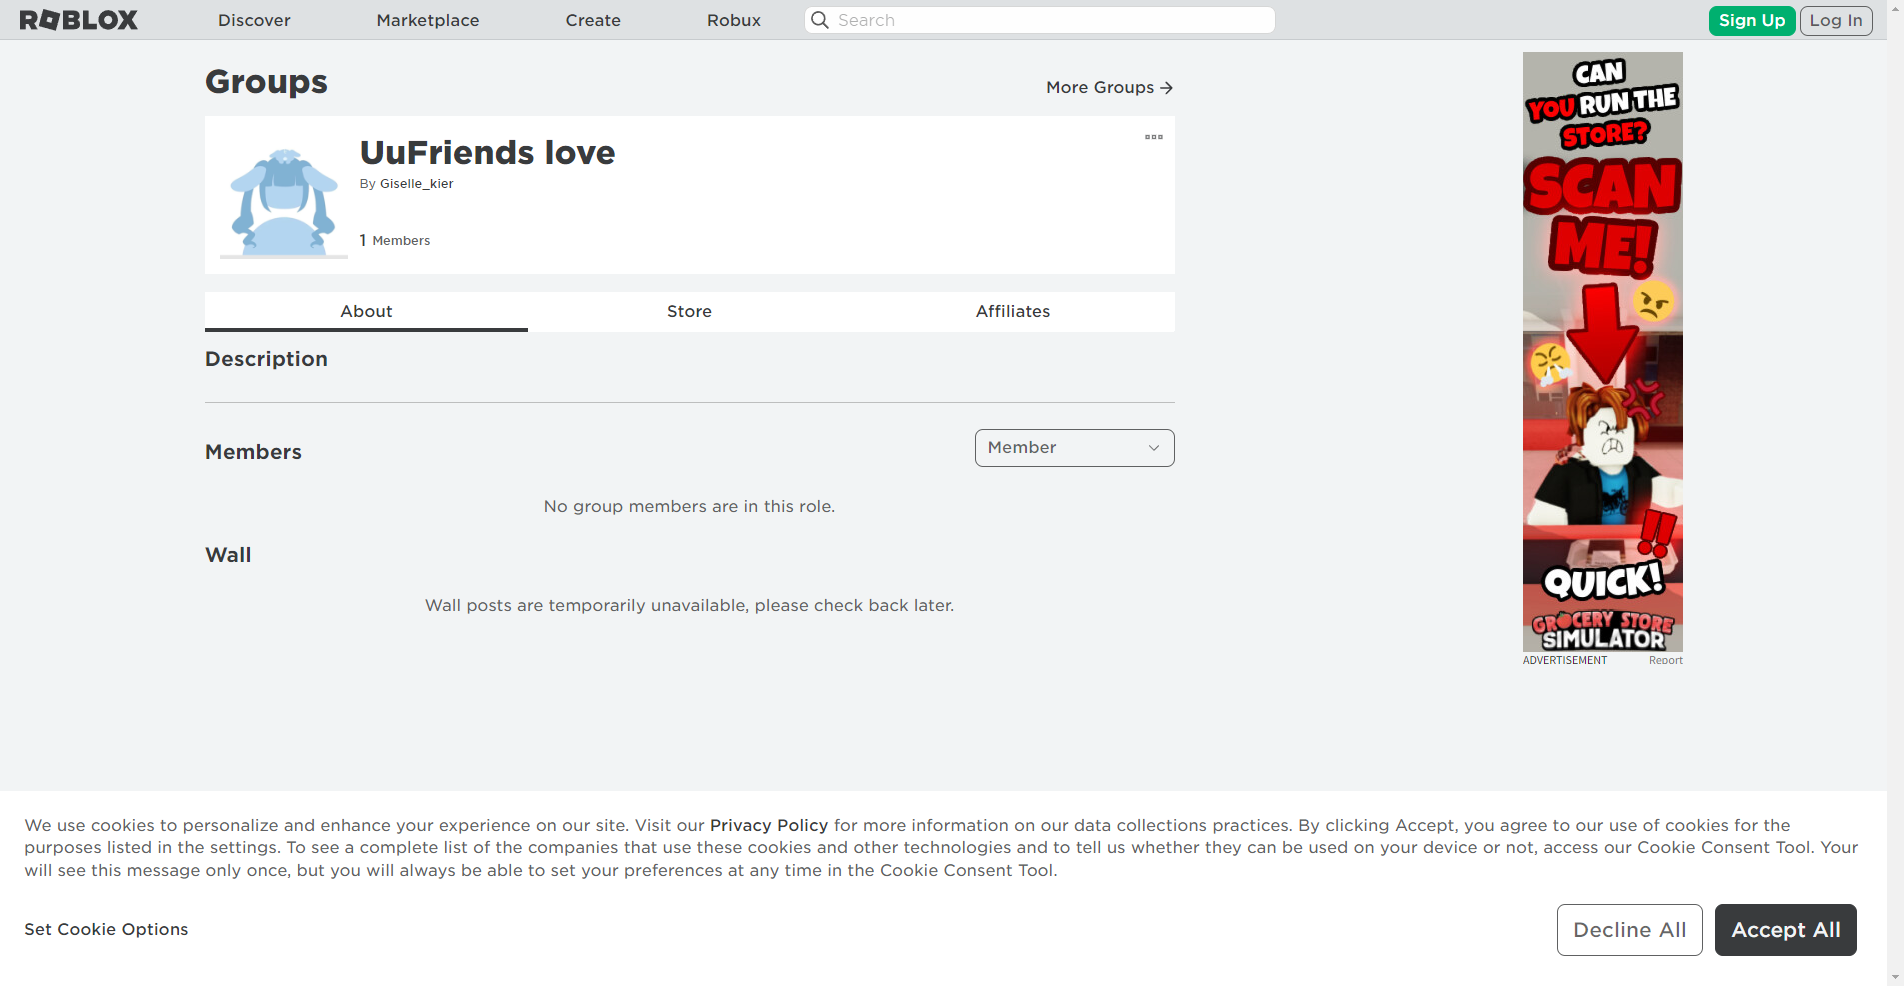 ROBLOX
Discover
Marketplace
Create
Robux
Search
Sign Up
Log In
Groups
More Groups
UuFriends love
By Giselle_kier
1 Members
About
Store
Affiliates
Description
Members
Member
No group members are in this role.
Wall
Wall posts are temporarily unavailable, please check back later.
CAN
YOU RUN THE
STORE?
SCAN
ME!
QUICK!
GROCERY STORE
SIMULATOR
ADVERTISEMENT
Report
We use cookies to personalize and enhance your experience on our site. Visit our Privacy Policy for more information on our data collections practices. By clicking Accept, you agree to our use of cookies for the
purposes listed in the settings. To see a complete list of the companies that use these cookies and other technologies and to tell us whether they can be used on your device or not, access our Cookie Consent Tool. Your
will see this message only once, but you will always be able to set your preferences at any time in the Cookie Consent Tool.
Set Cookie Options
Decline All
Accept All